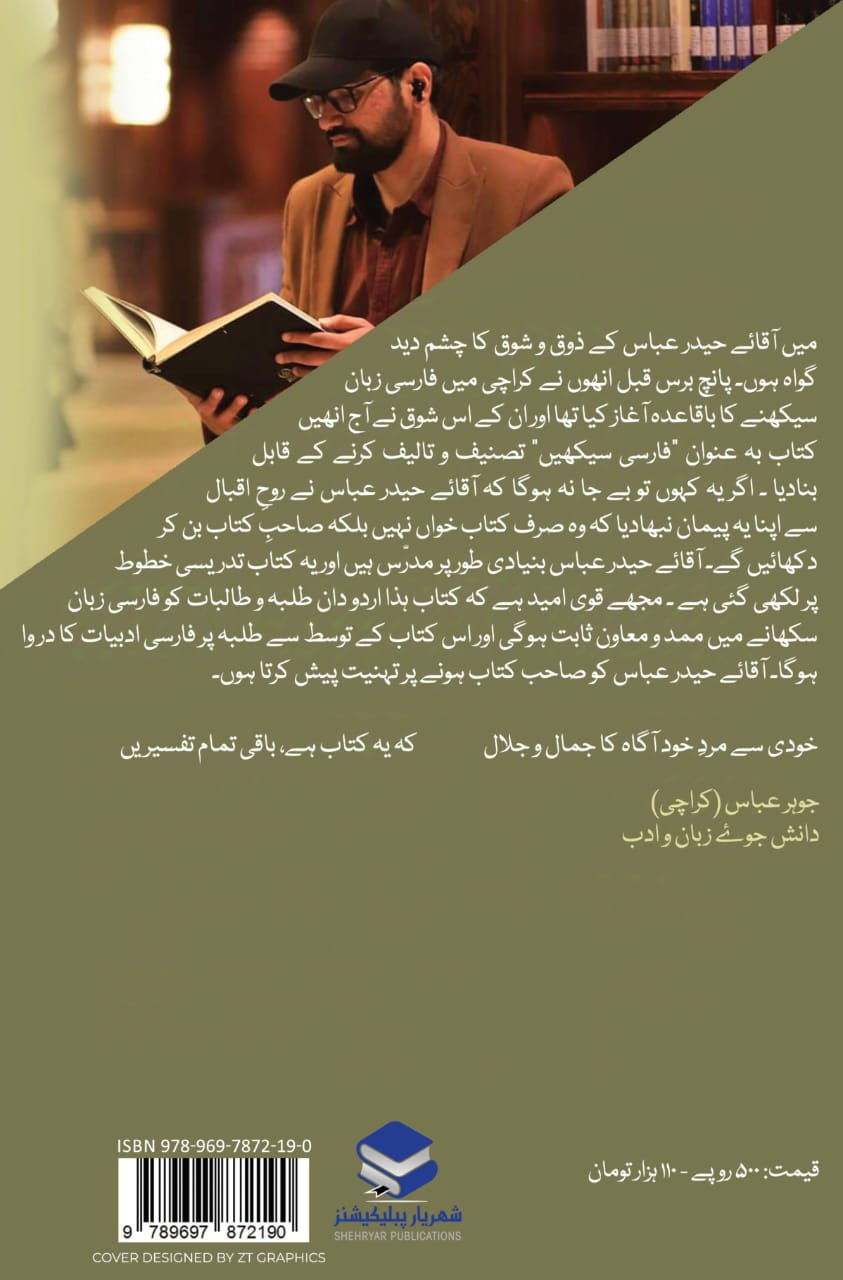 میں آقائے حیدر عباس کے ذوق و شوق کا چشم دید
گواہ ہوں۔ پانچ برس قبل انھوں نے کراچی میں فارسی زبان
سیکھنے کا باقاعدہ آغاز کیا تھا اور ان کے اس شوق نے آج انھیں
کتاب بہ عنوان "فارسی سیکھیں" تصنیف و تالیف کرنے کے قابل
بنادیا ۔ اگر یہ کہوں تو بے جا نہ ہوگا کہ آقائے حیدر عباس نے روحِ اقبال
سے اپنا یہ پیمان نبھادیا کہ وہ صرف کتاب خواں نہیں بلکہ صاحبِ کتاب بن کر
دکھائیں گے۔ آقائے حیدر عباس بنیادی طور پر مدرّس ہیں اور یہ کتاب تدریسی خطوط
پر لکھی گئی ہے ۔ مجھے قوی امید ہے کہ کتاب ہذا اردو دان طلبہ و طالبات کو فارسی زبان
سکھانے میں ممد و معاون ثابت ہوگی اور اس کتاب کے توسط سے طلبہ پر فارسی ادبیات کا در وا
ہوگا۔ آقائے حیدر عباس کو صاحب کتاب ہونے پر تہنیت پیش کرتا ہوں۔
خودی سے مردِ خود آگاہ کا جمال و جلال کہ یہ کتاب ہے، باقی تمام تفسیریں
جوہر عباس (کراچی)
دانش جوئے زبان و ادب
ISBN 978-969-7872-19-0
9 789697 872190
COVER DESIGNED BY ZT GRAPHICS
شہریار پبلیکیشنز
SHEHRYAR PUBLICATIONS
قیمت: ۵۰۰ روپے - ۱۱۰ ہزار تومان